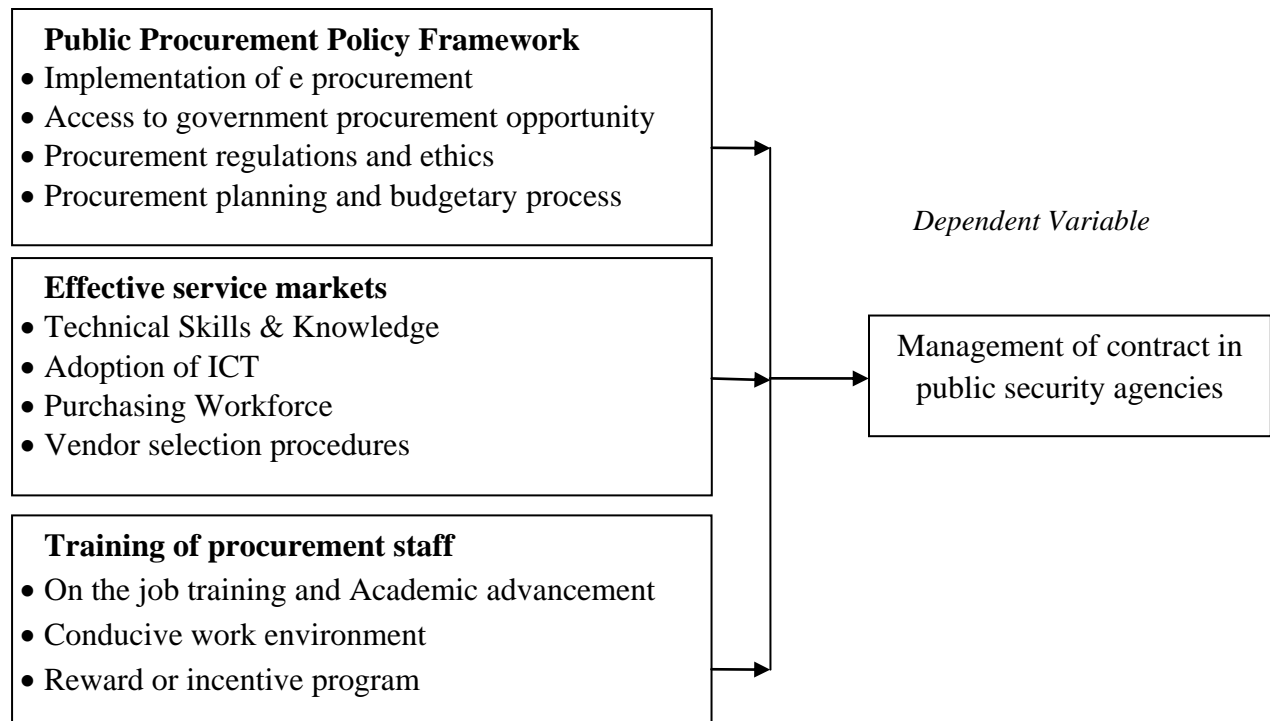 Public Procurement Policy Framework
• Implementation of e procurement
• Access to government procurement opportunity
• Procurement regulations and ethics
• Procurement planning and budgetary process
Dependent Variable
Effective service markets
• Technical Skills & Knowledge
• Adoption of ICT
• Purchasing Workforce
• Vendor selection procedures
Management of contract in
public security agencies
Training of procurement staff
• On the job training and Academic advancement
• Conducive work environment
• Reward or incentive program